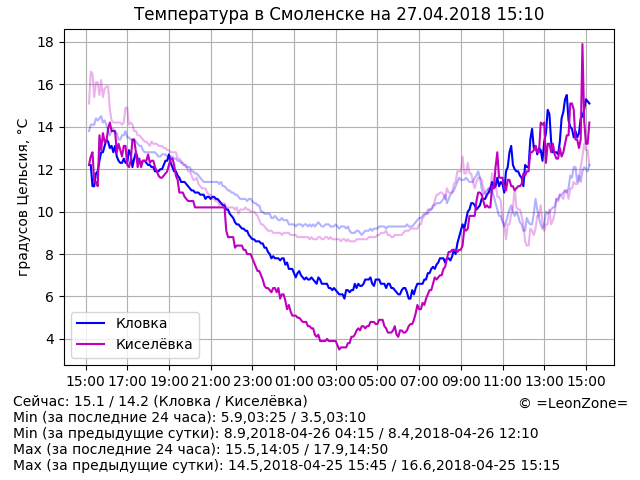 Температура в Смоленске на 27.04.2018 15:10
18
16
14
12
10
8
6
4
градусов Цельсия, °C
Кловка
Киселёвка
15:00 17:00 19:00 21:00 23:00 01:00 03:00 05:00 07:00 09:00 11:00 13:00 15:00
Сейчас: 15.1 / 14.2 (Кловка / Киселёвка)
© =LeonZone=
Min (за последние 24 часа): 5.9,03:25 / 3.5,03:10
Min (за предыдущие сутки): 8.9,2018-04-26 04:15 / 8.4,2018-04-26 12:10
Max (за последние 24 часа): 15.5,14:05 / 17.9,14:50
Max (за предыдущие сутки): 14.5,2018-04-25 15:45 / 16.6,2018-04-25 15:15